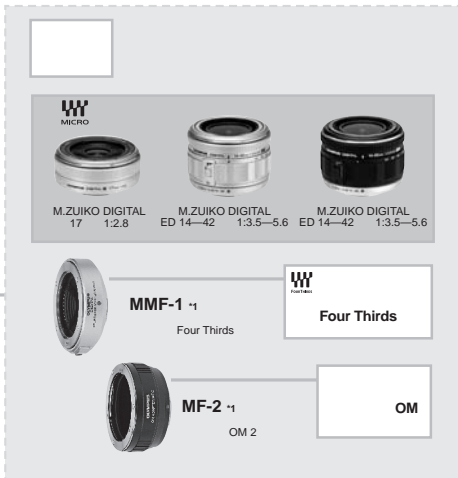 MICRO
M.ZUIKO DIGITAL
17 1:2.8
M.ZUIKO DIGITAL
ED 14—42 1:3.5—5.6
M.ZUIKO DIGITAL
ED 14—42 1:3.5—5.6
MMF-1 *1
Four Thirds
Four Thirds
Four Thirds
MF-2 *1
OM 2
OM